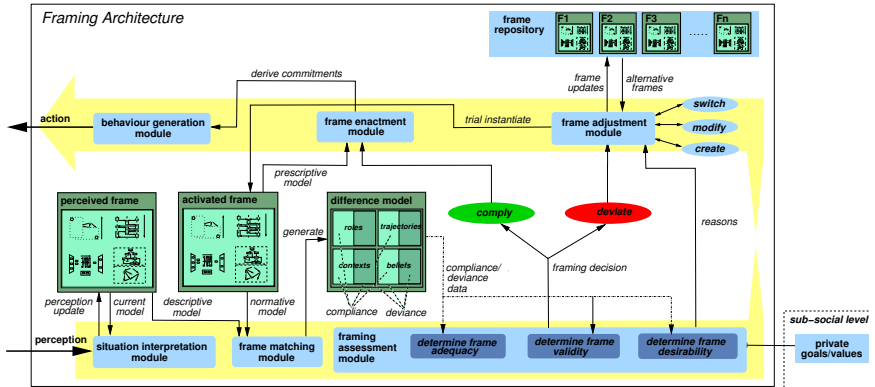 Framing Architecture
frame
repository
F1
F2
F3
.....
Fn
derive commitments
frame
updates
alternative
frames
action
behaviour generation
module
frame enactment
module
trial instantiate
frame adjustment
module
switch
modify
create
prescriptive
model
perceived frame
activated frame
difference model
roles
trajectories
contexts
beliefs
generate
comply
deviate
reasons
compliance/
deviance
data
framing decision
perception
update
current
model
descriptive
model
normative
model
compliance
deviance
perception
situation interpretation
module
frame matching
module
framing
assessment
module
determine frame
adequacy
determine frame
validity
determine frame
desirability
sub-social level
private
goals/values